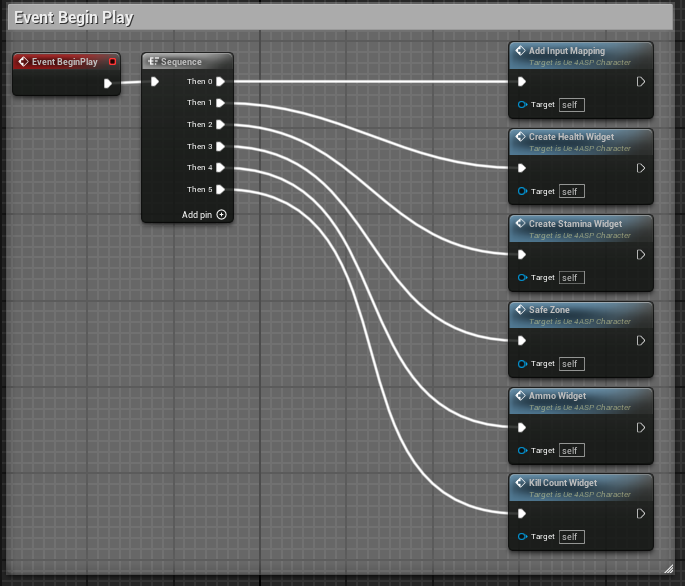 Event Begin Play
Event BeginPlay
Sequence
Then 0
Then 1
Then 2
Then 3
Then 4
Then 5
Add pin
Add Input Mapping
Target is Ue 4ASP Character
Target self
Create Health Widget
Target is Ue 4ASP Character
Target self
Create Stamina Widget
Target is Ue 4ASP Character
Target self
Safe Zone
Target is Ue 4ASP Character
Target self
Ammo Widget
Target is Ue 4ASP Character
Target self
Kill Count Widget
Target is Ue 4ASP Character
Target self